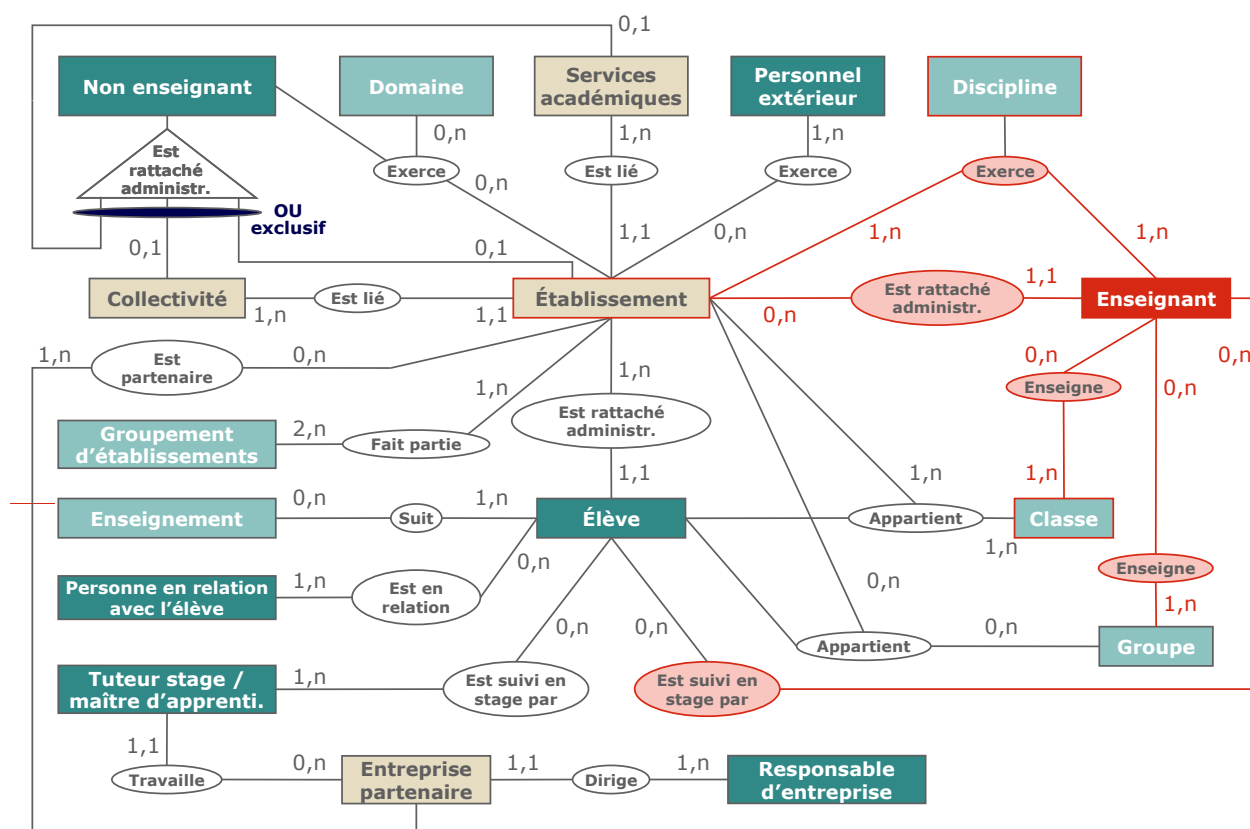 0,1
Non enseignant
Domaine
Services
académiques
Personnel
extérieur
Discipline
0,n
1,n
1,n
Est
rattaché
administr.
Exerce
Est lié
Exerce
Exerce
0,n
OU
exclusif
0,1
0,1
1,1
0,n
1,n
1,n
Collectivité
Est lié
Établissement
Est rattaché
administr.
1,1
Enseignant
1,n
1,1
0,n
1,n
Est
partenaire
0,n
0,n
0,n
1,n
1,n
Enseigne
0,n
Est rattaché
administr.
Groupement
d’établissements
2,n
Fait partie
1,1
1,n
1,n
Enseignement
0,n
Suit
1,n
Élève
Appartient
Classe
1,n
0,n
0,n
Enseigne
Personne en relation
avec l’élève
1,n
Est en
relation
1,n
0,n
0,n
Appartient
0,n
Groupe
Tuteur stage /
maître d’apprenti.
1,n
Est suivi en
stage par
Est suivi en
stage par
1,1
Travaille
0,n
Entreprise
partenaire
1,1
Dirige
1,n
Responsable
d’entreprise